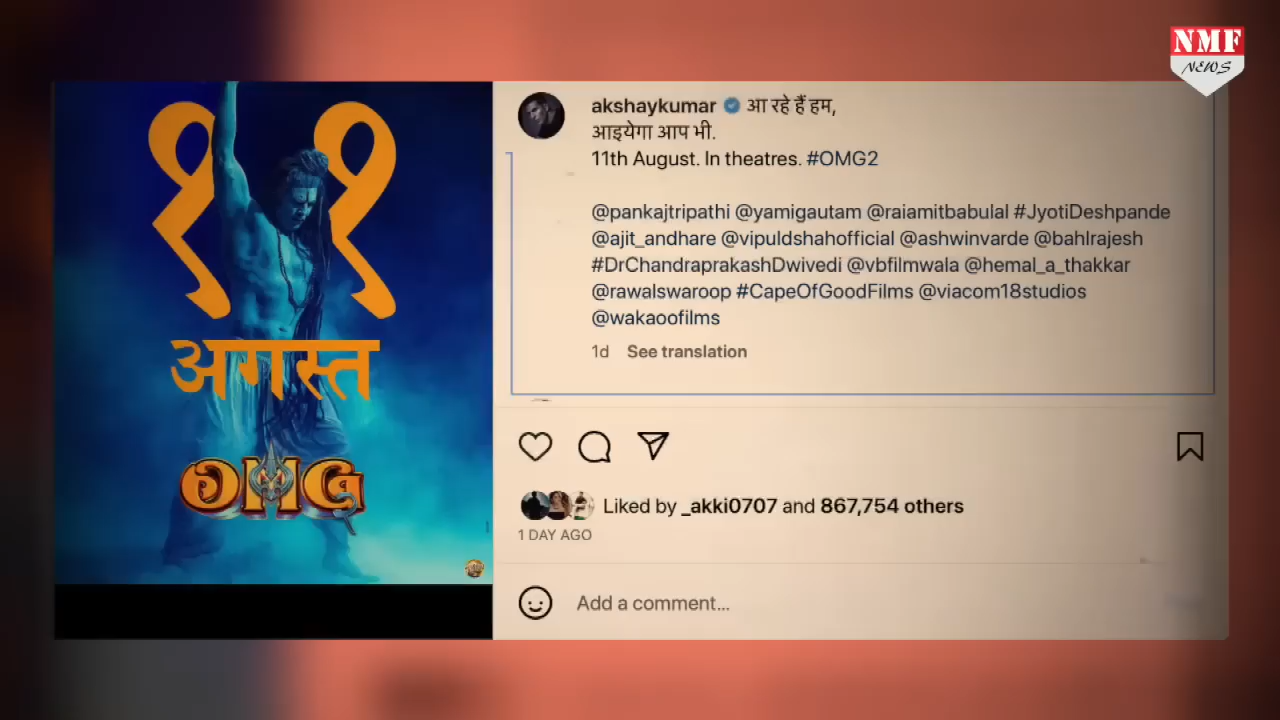 NMF
NEWS
११
अगस्त
OMG 2
akshaykumar आ रहे हैं हम,
आइयेगा आप भी.
11th August. In theatres. #OMG2
@pankajtripathi @yamigautam @raiamitbabulal #JyotiDeshpande
@ajit_andhare @vipuldshahofficial @ashwinvarde @bahlrajesh
#DrChandraprakashDwivedi @vbfilmwala @hemal_a_thakkar
@rawalswaroop #CapeOfGoodFilms @viacom18studios
@wakaoofilms
1d See translation
Liked by _akki0707 and 867,754 others
1 DAY AGO
Add a comment...